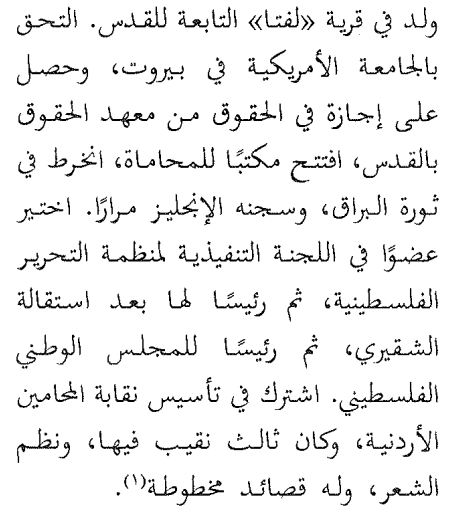 ولد في قرية «لفتا» التابعة للقدس. التحق
بالجامعة الأمريكية في بيروت، وحصل
على إجازة في الحقوق من معهد الحقوق
بالقدس، افتتح مكتبًا للمحاماة، انخرط في
ثورة البراق، وسجنه الإنجليز مرارًا. اختير
عضوًا في اللجنة التنفيذية لمنظمة التحرير
الفلسطينية، ثم رئيسًا لها بعد استقالة
الشقيري، ثم رئيسًا للمجلس الوطني
الفلسطيني. اشترك في تأسيس نقابة المحامين
الأردنية، وكان ثالث نقيب فيها، ونظم
الشعر، وله قصائد مخطوطة(١).